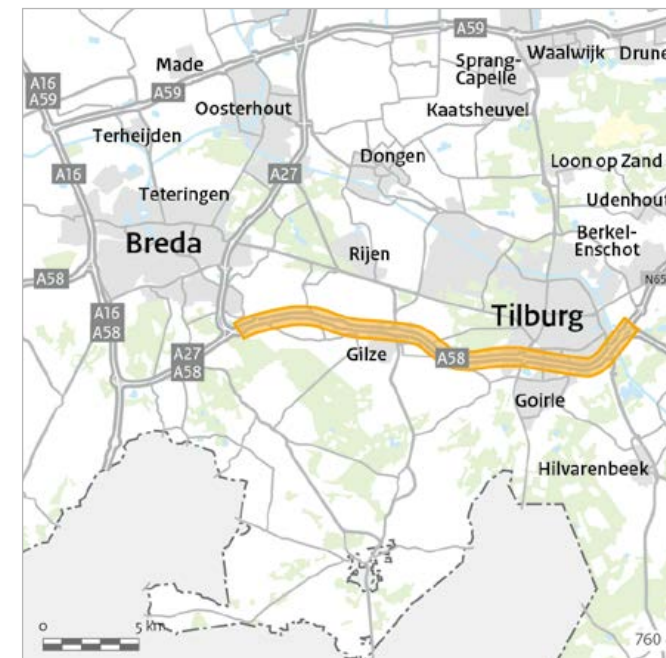 A59
Waalwijk
Drune
Made
Sprang-
Capelle
A16
A59
A59
Oosterhout
Kaatsheuvel
Terheijden
Dongen
Loon op Zand
A16
A27
Teteringen
Udenhout
Breda
Rijen
Berkel-
Enschot
A58
N65
A16
A58
Tilburg
A27
A58
Gilze
A58
Goirle
Hilvarenbeek
0
5 km
760